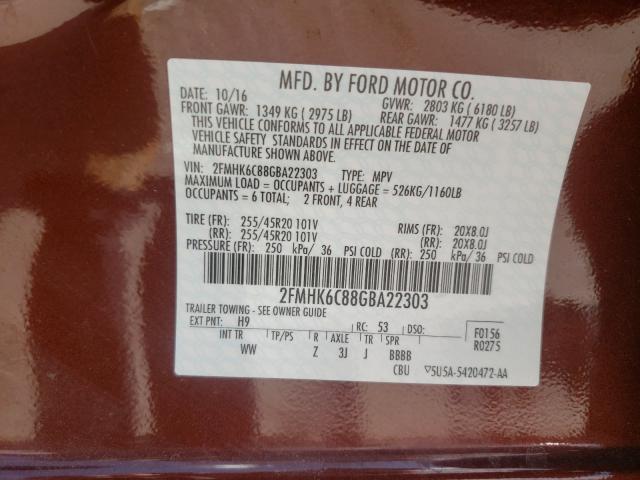 MFD. BY FORD MOTOR CO.
DATE: 10/16 GVWR: 2803 KG ( 6180 LB)
FRONT GAWR: 1349 KG ( 2975 LB) REAR GAWR: 1477 KG ( 3257 LB)
THIS VEHICLE CONFORMS TO ALL APPLICABLE FEDERAL MOTOR
VEHICLE SAFETY STANDARDS IN EFFECT ON THE DATE OF
MANUFACTURE SHOWN ABOVE.
VIN: 2FMHK6C88GBA22303 TYPE: MPV
MAXIMUM LOAD = OCCUPANTS + LUGGAGE = 526KG/1160LB
OCCUPANTS = 6 TOTAL; 2 FRONT, 4 REAR
TIRE (FR): 255/45R20 101V RIMS (FR): 20X8.0J
(RR): 255/45R20 101V (RR): 20X8.0J
PRESSURE (FR): 250 kPa/ 36 PSI COLD (RR): 250 kPa/ 36 PSI COLD
2FMHK6C88GBA22303
TRAILER TOWING - SEE OWNER GUIDE
EXT PNT: H9 RC: 53 DSO: F0156
R0275
INT TR TP/PS R AXLE TR SPR
WW Z 3J J BBBB
CBU ▽5U5A-5420472-AA